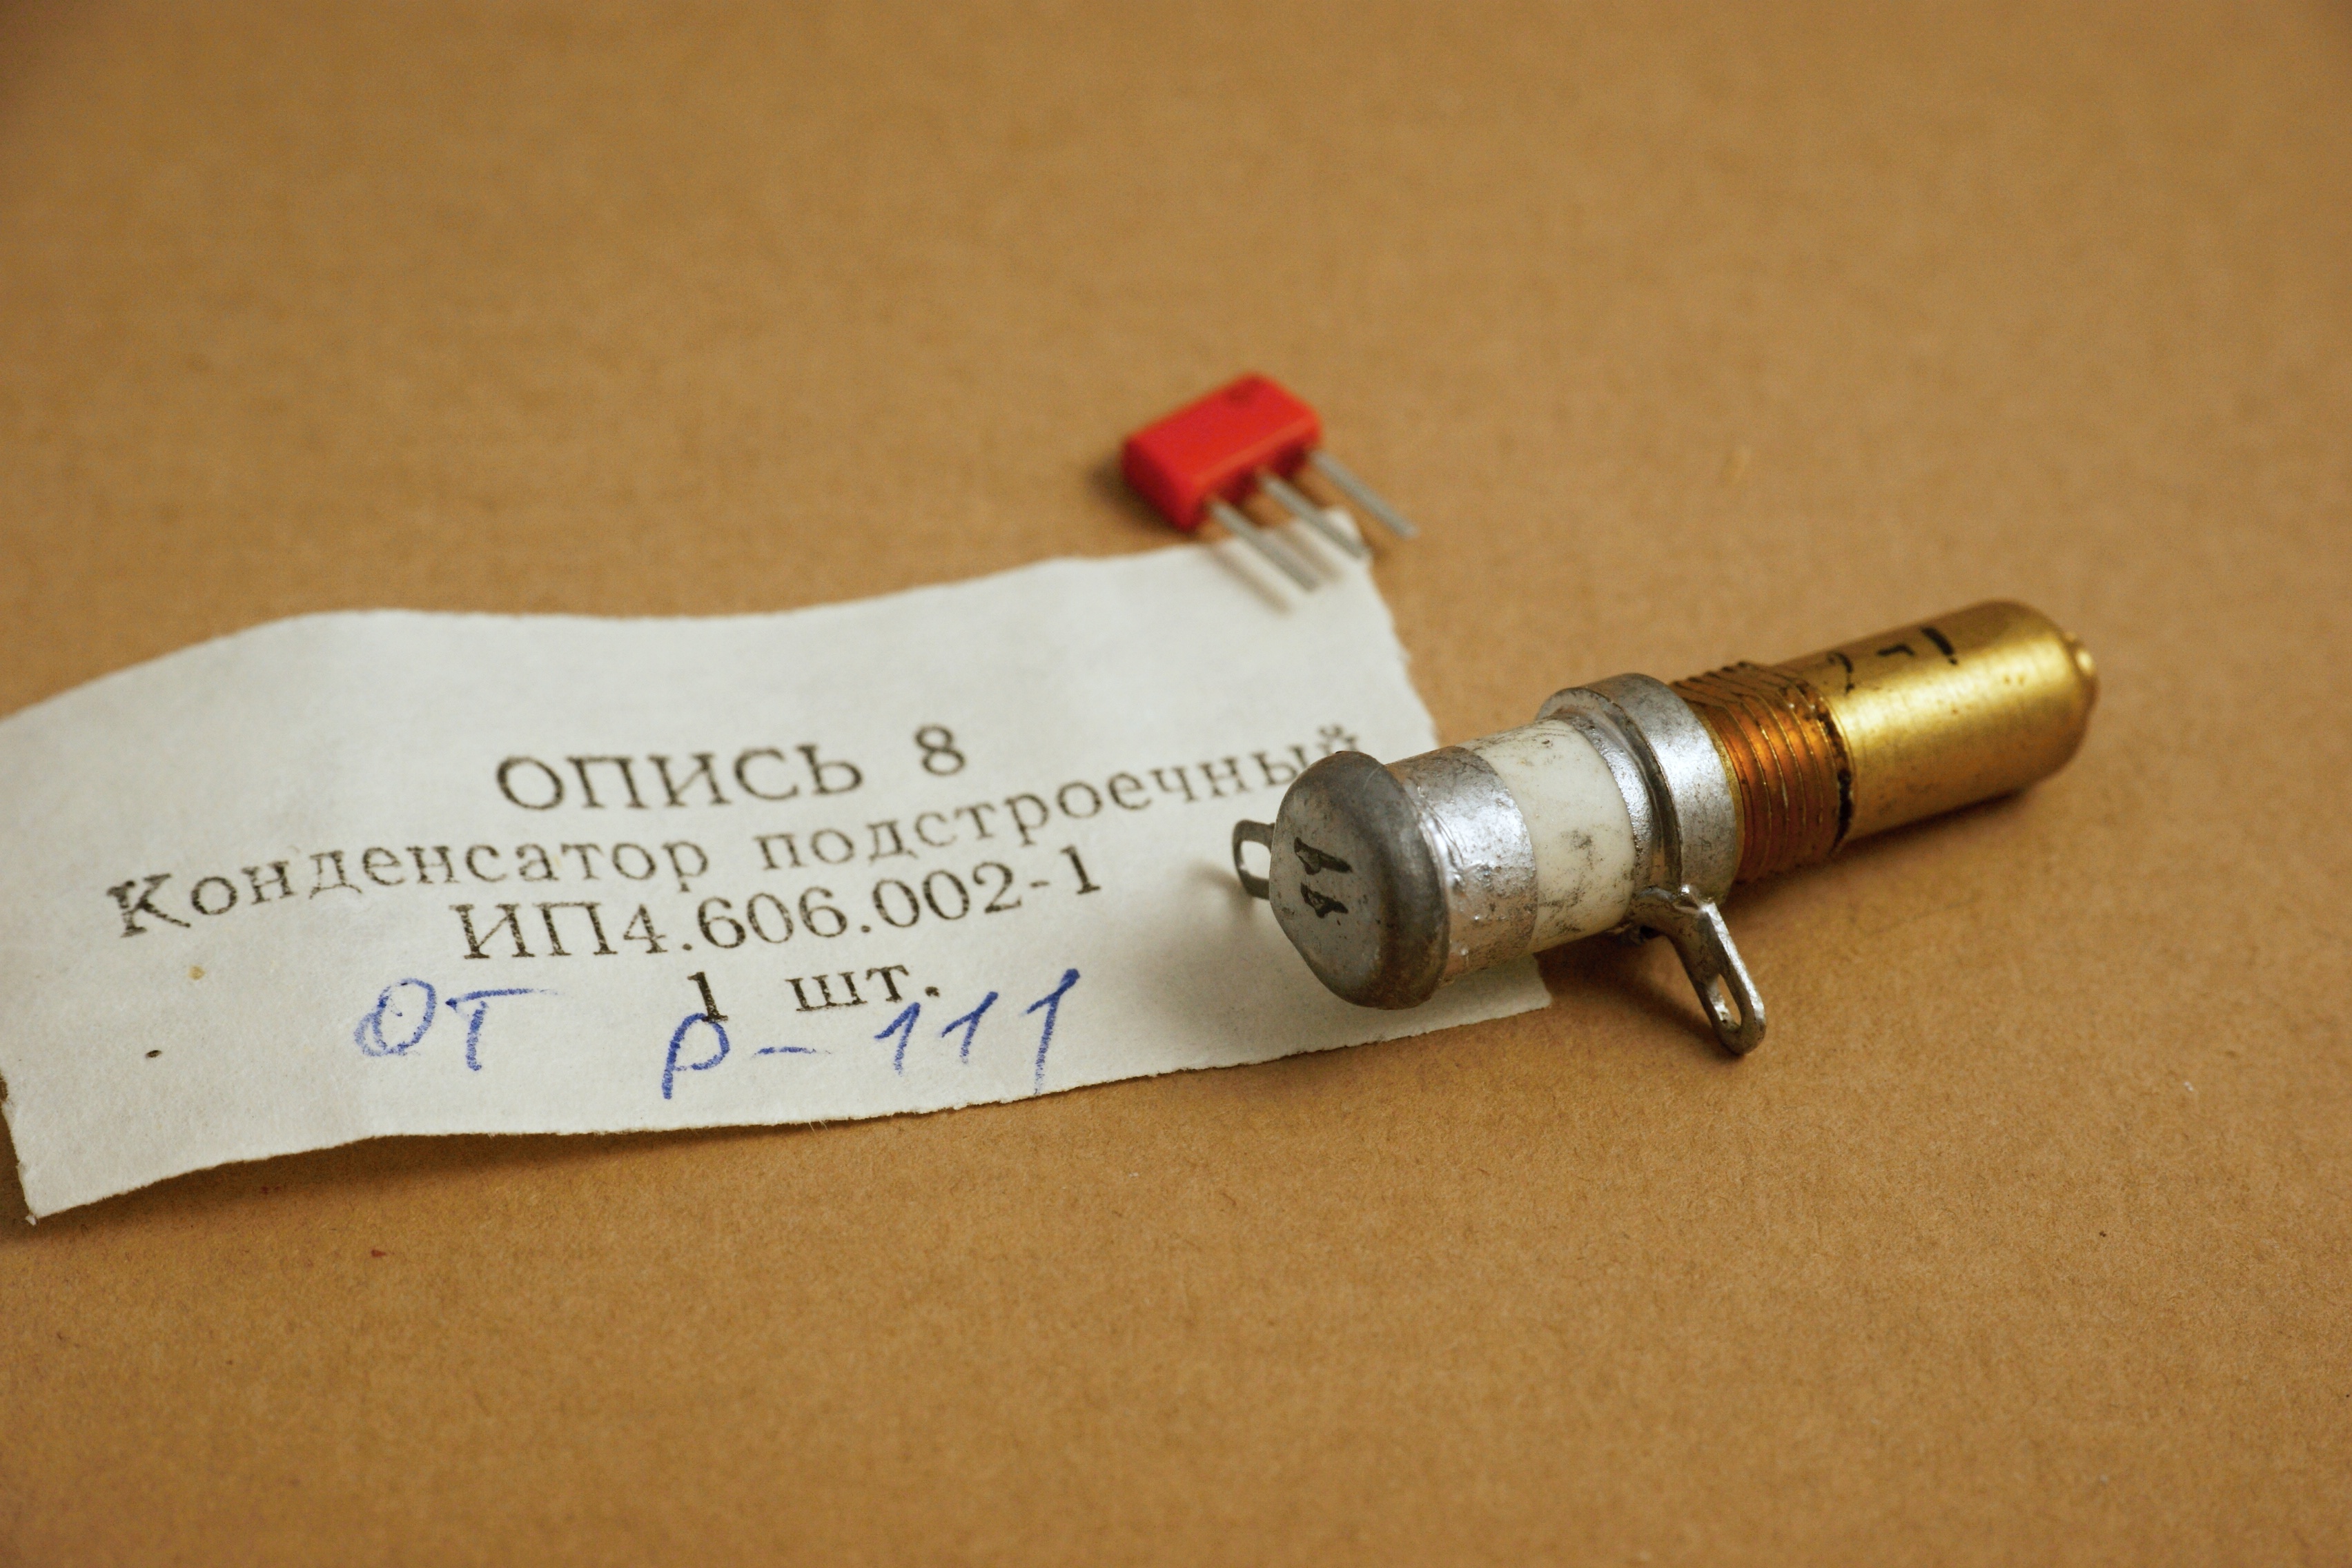 ОПИСЬ 8
Конденсатор подстроечный
ИП4.606.002-1
1 шт.
От Р-111